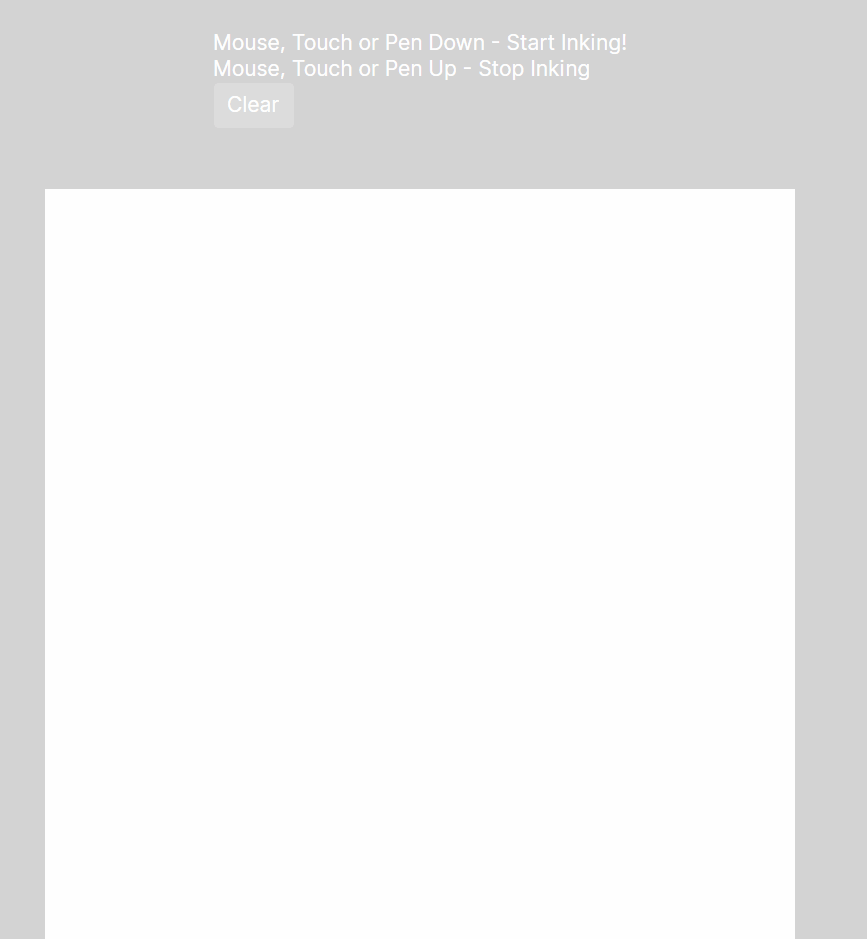 Mouse, Touch or Pen Down - Start Inking!
Mouse, Touch or Pen Up - Stop Inking
Clear